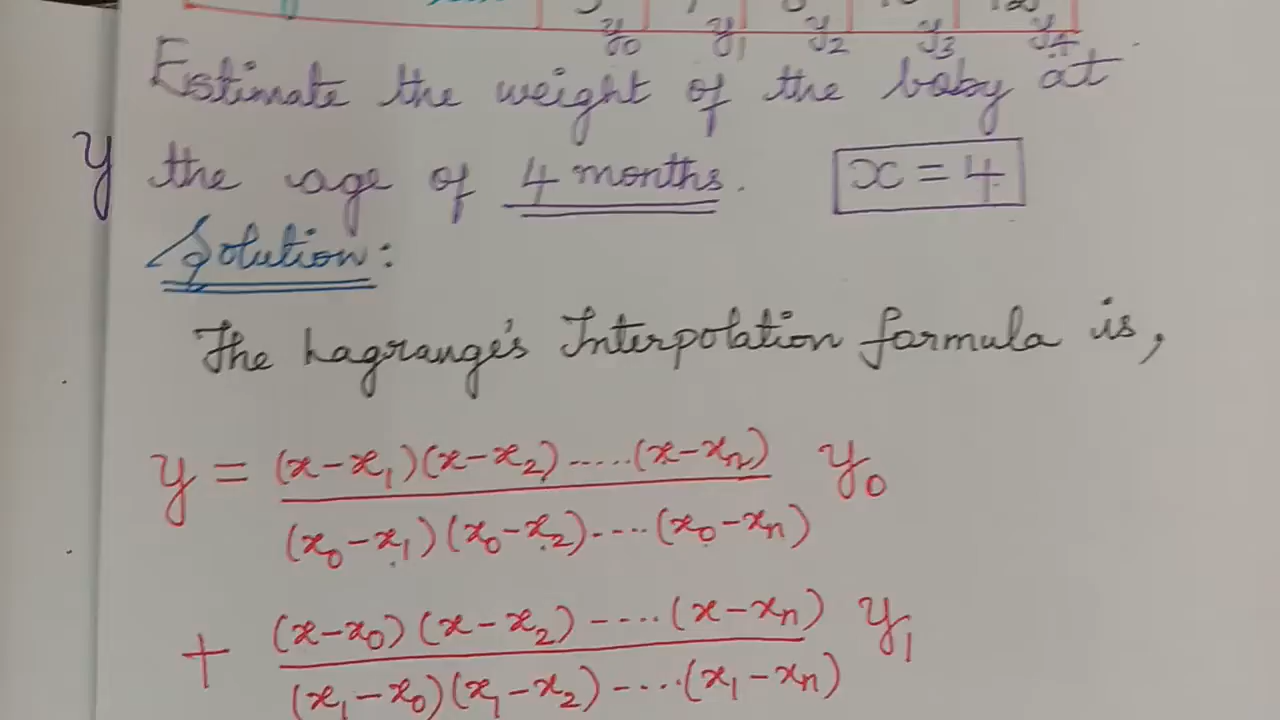 y0 y1 y2 y3 y4
Estimate the weight of the baby at
y the age of 4 months. x = 4
Solution:
The Lagrange's Interpolation formula is,
y = (x-x1)(x-x2).....(x-xn) y0
(x0-x1)(x0-x2)....(x0-xn)
+ (x-x0)(x-x2)-....(x-xn) y1
(x1-x0)(x1-x2)-....(x1-xn)